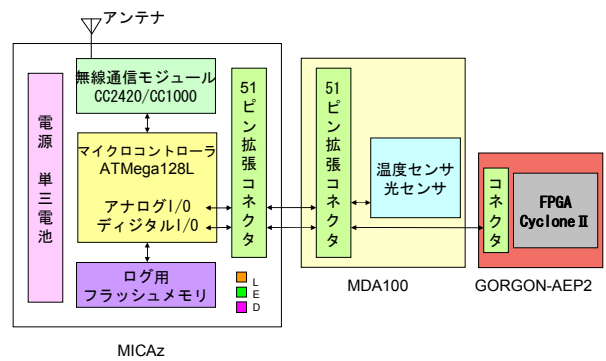 アンテナ
無線通信モジュール
CC2420/CC1000
電源 単三電池
マイクロコントローラ
ATMega128L
アナログI/O
ディジタルI/O
ログ用
フラッシュメモリ
51ピン拡張コネクタ
L
E
D
MICAz
51ピン拡張コネクタ
温度センサ
光センサ
MDA100
コネクタ
FPGA
CycloneⅡ
GORGON-AEP2